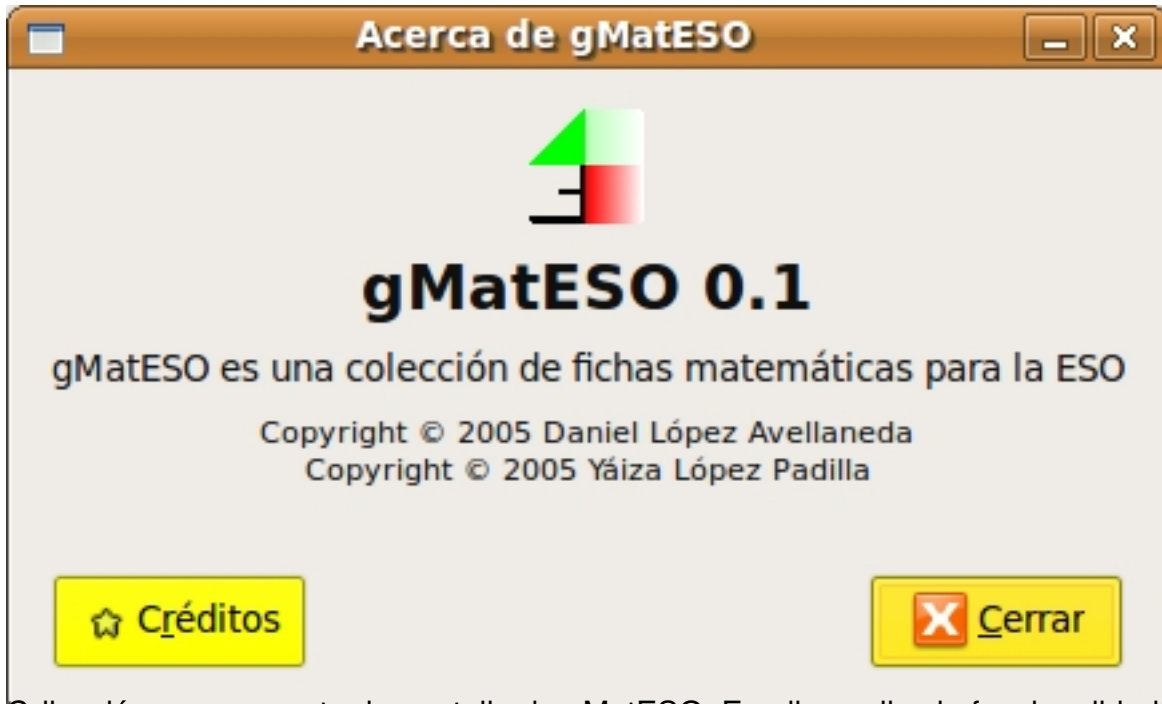 Acerca de gMatESO
gMatESO 0.1
gMatESO es una colección de fichas matemáticas para la ESO
Copyright © 2005 Daniel López Avellaneda
Copyright © 2005 Yáiza López Padilla
Créditos
Cerrar